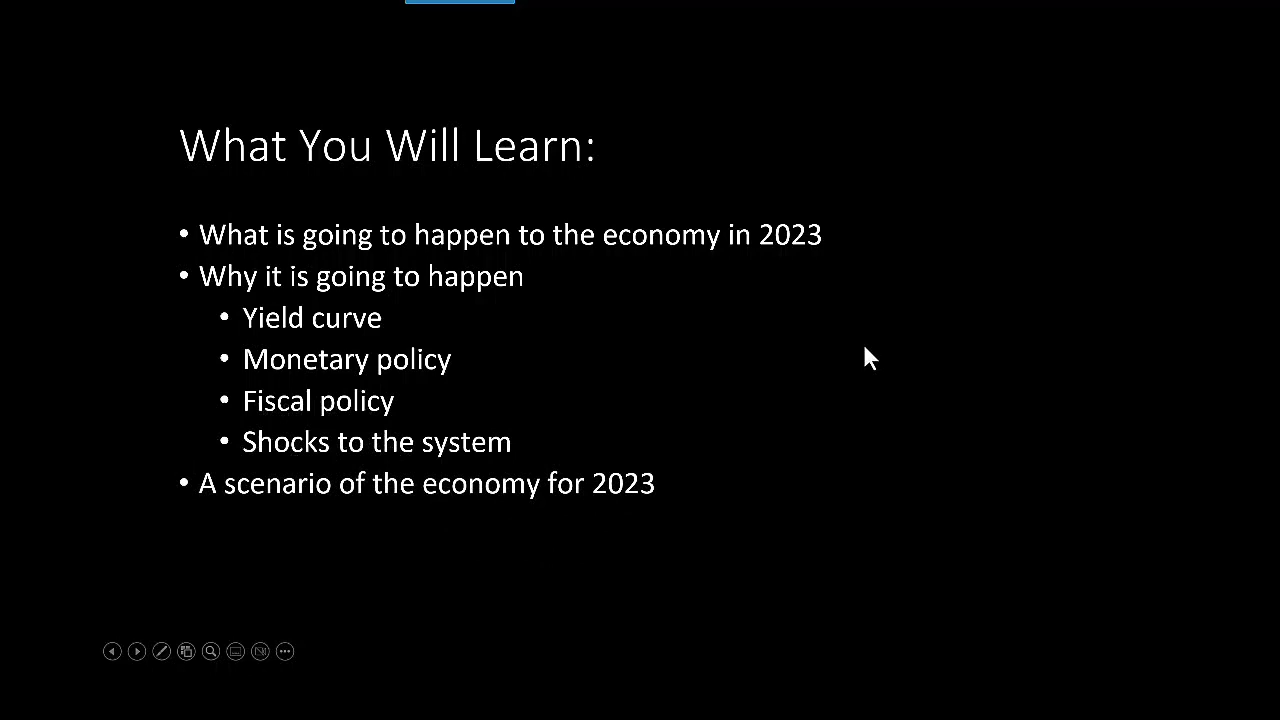 What You Will Learn:
• What is going to happen to the economy in 2023
• Why it is going to happen
• Yield curve
• Monetary policy
• Fiscal policy
• Shocks to the system
• A scenario of the economy for 2023